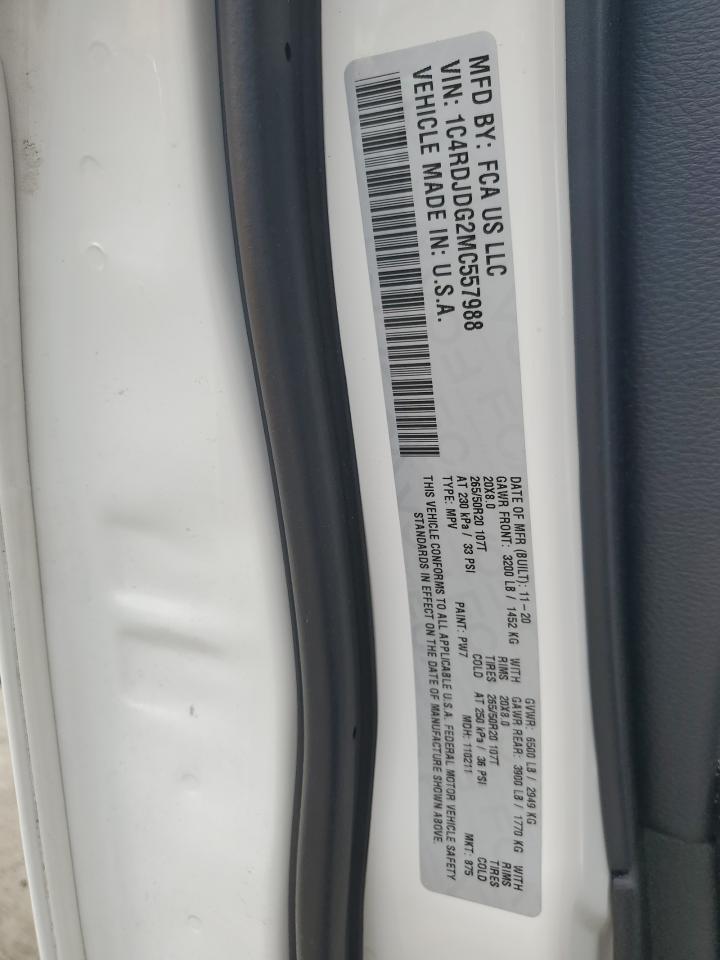 MFD BY: FCA US LLC
VIN: 1C4RDJDG2MC557988
VEHICLE MADE IN: U.S.A.
DATE OF MFR (BUILT): 11-20 GVWR: 6500 LB / 2949 KG
GAWR FRONT: 3200 LB / 1452 KG WITH GAWR REAR: 3900 LB / 1770 KG WITH
20X8.0 RIMS 20X8.0 RIMS
265/50R20 107T TIRES 265/50R20 107T TIRES
AT 230 kPa / 33 PSI COLD AT 250 kPa / 36 PSI COLD
TYPE: MPV PAINT: PW7 MDH: 110211 MKT: 875
THIS VEHICLE CONFORMS TO ALL APPLICABLE U.S.A. FEDERAL MOTOR VEHICLE SAFETY
STANDARDS IN EFFECT ON THE DATE OF MANUFACTURE SHOWN ABOVE.